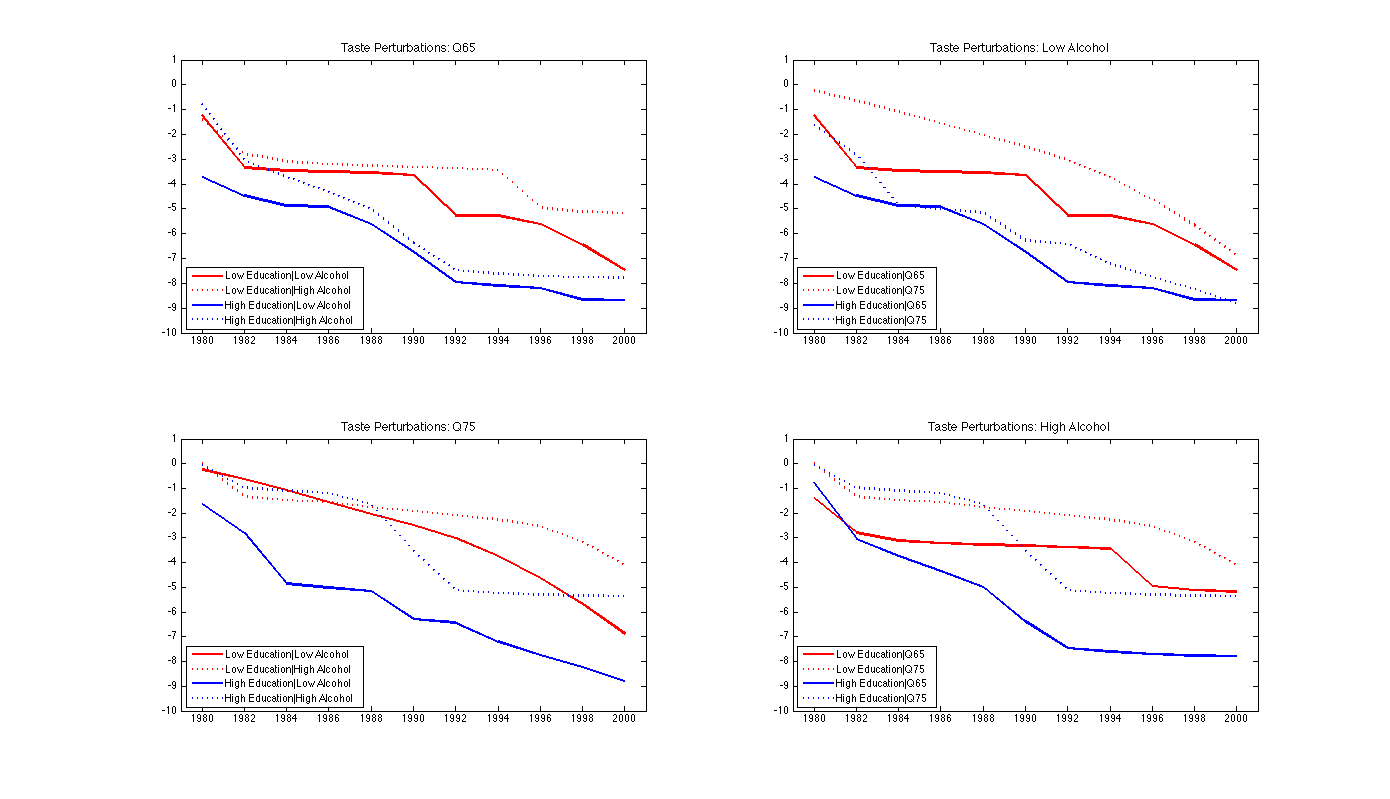 Taste Perturbations: Q65
1
0
-1
-2
-3
-4
-5
-6
-7
-8
-9
-10
1980 1982 1984 1986 1988 1990 1992 1994 1996 1998 2000
Low Education|Low Alcohol
Low Education|High Alcohol
High Education|Low Alcohol
High Education|High Alcohol
Taste Perturbations: Low Alcohol
1
0
-1
-2
-3
-4
-5
-6
-7
-8
-9
-10
1980 1982 1984 1986 1988 1990 1992 1994 1996 1998 2000
Low Education|Q65
Low Education|Q75
High Education|Q65
High Education|Q75
Taste Perturbations: Q75
1
0
-1
-2
-3
-4
-5
-6
-7
-8
-9
-10
1980 1982 1984 1986 1988 1990 1992 1994 1996 1998 2000
Low Education|Low Alcohol
Low Education|High Alcohol
High Education|Low Alcohol
High Education|High Alcohol
Taste Perturbations: High Alcohol
1
0
-1
-2
-3
-4
-5
-6
-7
-8
-9
-10
1980 1982 1984 1986 1988 1990 1992 1994 1996 1998 2000
Low Education|Q65
Low Education|Q75
High Education|Q65
High Education|Q75